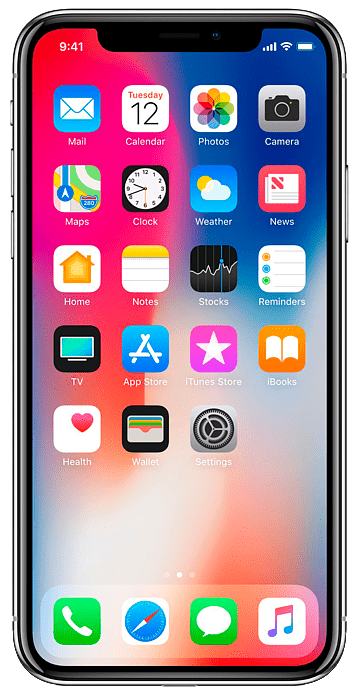 9:41
Tuesday
12
Mail
Calendar
Photos
Camera
280
Maps
Clock
Weather
News
Home
Notes
Stocks
Reminders
TV
App Store
iTunes Store
iBooks
Health
Wallet
Settings